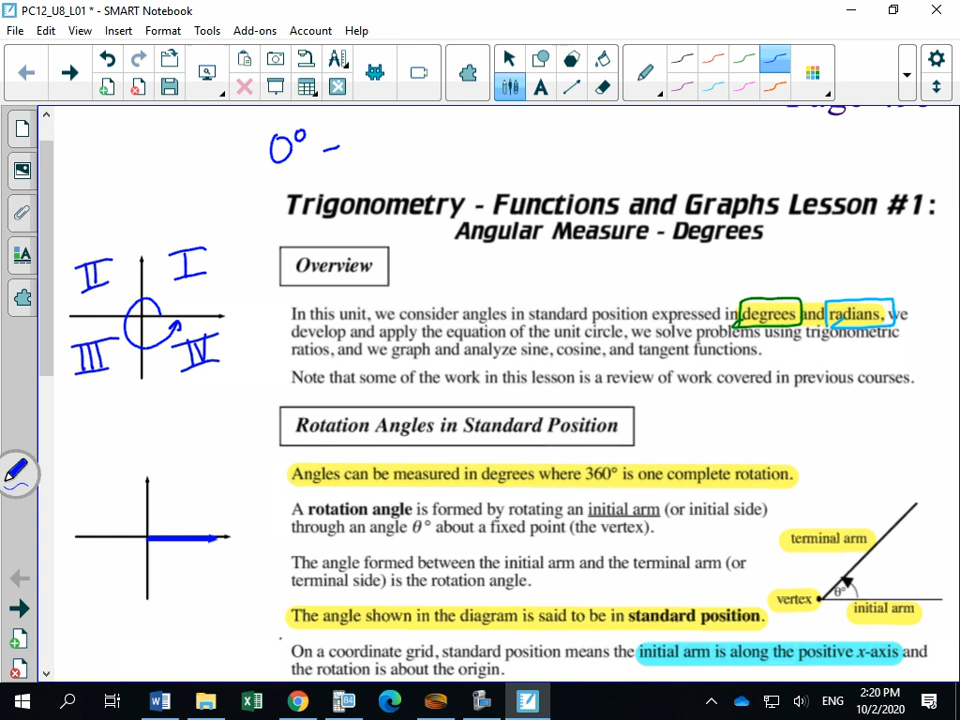 PC12_U8_L01 * - SMART Notebook
File Edit View Insert Format Tools Add-ons Account Help
0° -
Trigonometry - Functions and Graphs Lesson #1:
Angular Measure - Degrees
Overview
II I
III IV
In this unit, we consider angles in standard position expressed in degrees and radians, we
develop and apply the equation of the unit circle, we solve problems using trigonometric
ratios, and we graph and analyze sine, cosine, and tangent functions.
Note that some of the work in this lesson is a review of work covered in previous courses.
Rotation Angles in Standard Position
Angles can be measured in degrees where 360° is one complete rotation.
A rotation angle is formed by rotating an initial arm (or initial side)
through an angle θ° about a fixed point (the vertex).
The angle formed between the initial arm and the terminal arm (or
terminal side) is the rotation angle.
terminal arm
θ°
vertex
initial arm
The angle shown in the diagram is said to be in standard position.
On a coordinate grid, standard position means the initial arm is along the positive x-axis and
the rotation is about the origin.
ENG
2:20 PM
10/2/2020